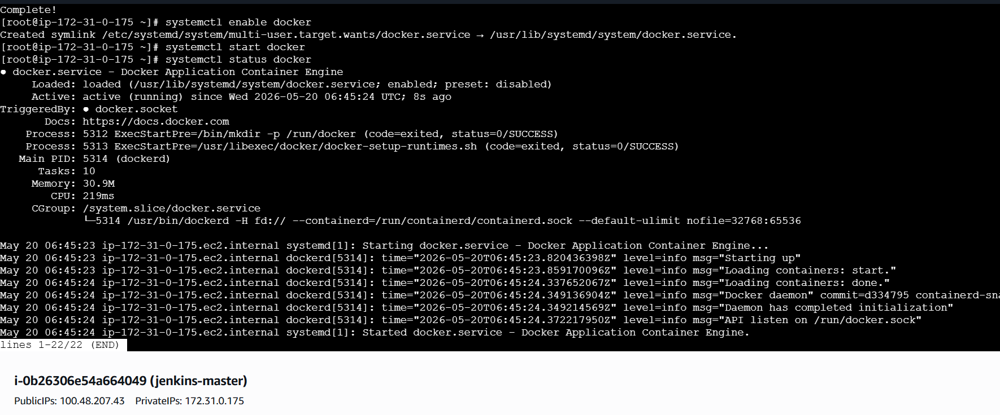 Complete!
[root@ip-172-31-0-175 ~]# systemctl enable docker
Created symlink /etc/systemd/system/multi-user.target.wants/docker.service → /usr/lib/systemd/system/docker.service.
[root@ip-172-31-0-175 ~]# systemctl start docker
[root@ip-172-31-0-175 ~]# systemctl status docker
● docker.service - Docker Application Container Engine
     Loaded: loaded (/usr/lib/systemd/system/docker.service; enabled; preset: disabled)
     Active: active (running) since Wed 2026-05-20 06:45:24 UTC; 8s ago
TriggeredBy: ● docker.socket
       Docs: https://docs.docker.com
    Process: 5312 ExecStartPre=/bin/mkdir -p /run/docker (code=exited, status=0/SUCCESS)
    Process: 5313 ExecStartPre=/usr/libexec/docker/docker-setup-runtimes.sh (code=exited, status=0/SUCCESS)
   Main PID: 5314 (dockerd)
      Tasks: 10
     Memory: 30.9M
        CPU: 219ms
     CGroup: /system.slice/docker.service
             └─5314 /usr/bin/dockerd -H fd:// --containerd=/run/containerd/containerd.sock --default-ulimit nofile=32768:65536
May 20 06:45:23 ip-172-31-0-175.ec2.internal systemd[1]: Starting docker.service - Docker Application Container Engine...
May 20 06:45:23 ip-172-31-0-175.ec2.internal dockerd[5314]: time="2026-05-20T06:45:23.820436398Z" level=info msg="Starting up"
May 20 06:45:23 ip-172-31-0-175.ec2.internal dockerd[5314]: time="2026-05-20T06:45:23.859170096Z" level=info msg="Loading containers: start."
May 20 06:45:24 ip-172-31-0-175.ec2.internal dockerd[5314]: time="2026-05-20T06:45:24.337652067Z" level=info msg="Loading containers: done."
May 20 06:45:24 ip-172-31-0-175.ec2.internal dockerd[5314]: time="2026-05-20T06:45:24.349136904Z" level=info msg="Docker daemon" commit=d334795 containerd-sna
May 20 06:45:24 ip-172-31-0-175.ec2.internal dockerd[5314]: time="2026-05-20T06:45:24.349214569Z" level=info msg="Daemon has completed initialization"
May 20 06:45:24 ip-172-31-0-175.ec2.internal dockerd[5314]: time="2026-05-20T06:45:24.372217950Z" level=info msg="API listen on /run/docker.sock"
May 20 06:45:24 ip-172-31-0-175.ec2.internal systemd[1]: Started docker.service - Docker Application Container Engine.
lines 1-22/22 (END)
i-0b26306e54a664049 (jenkins-master)
PublicIPs: 100.48.207.43 PrivateIPs: 172.31.0.175